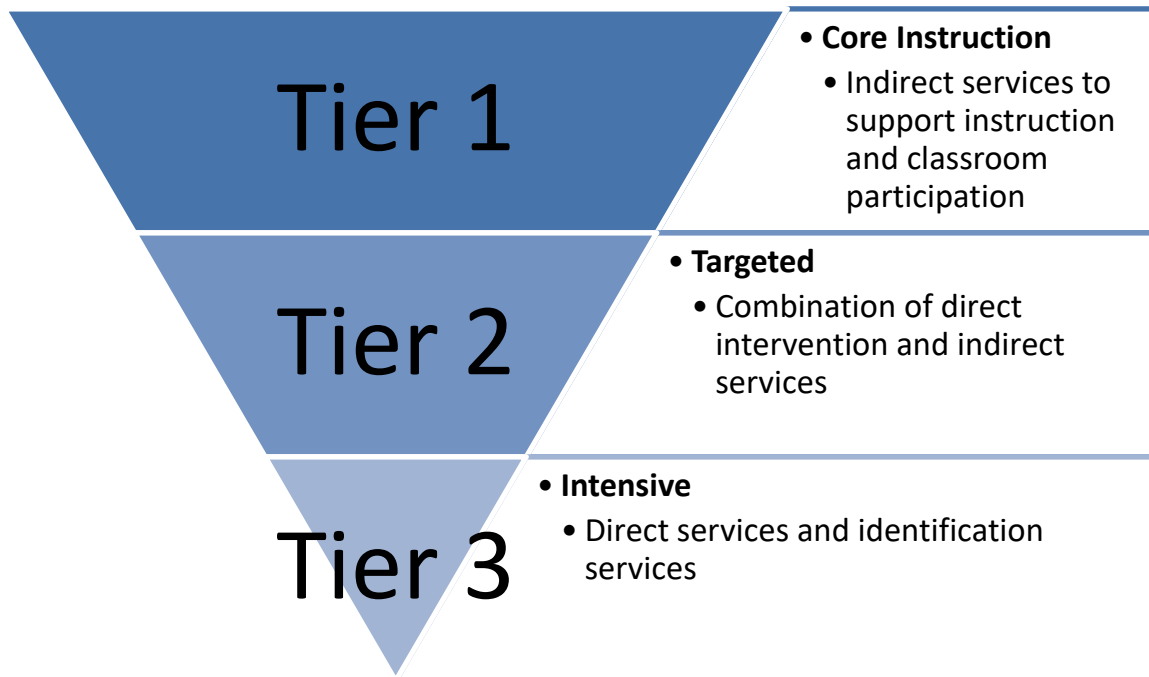 Tier 1
• Core Instruction
• Indirect services to
support instruction
and classroom
participation
Tier 2
• Targeted
• Combination of direct
intervention and indirect
services
Tier 3
• Intensive
• Direct services and identification
services